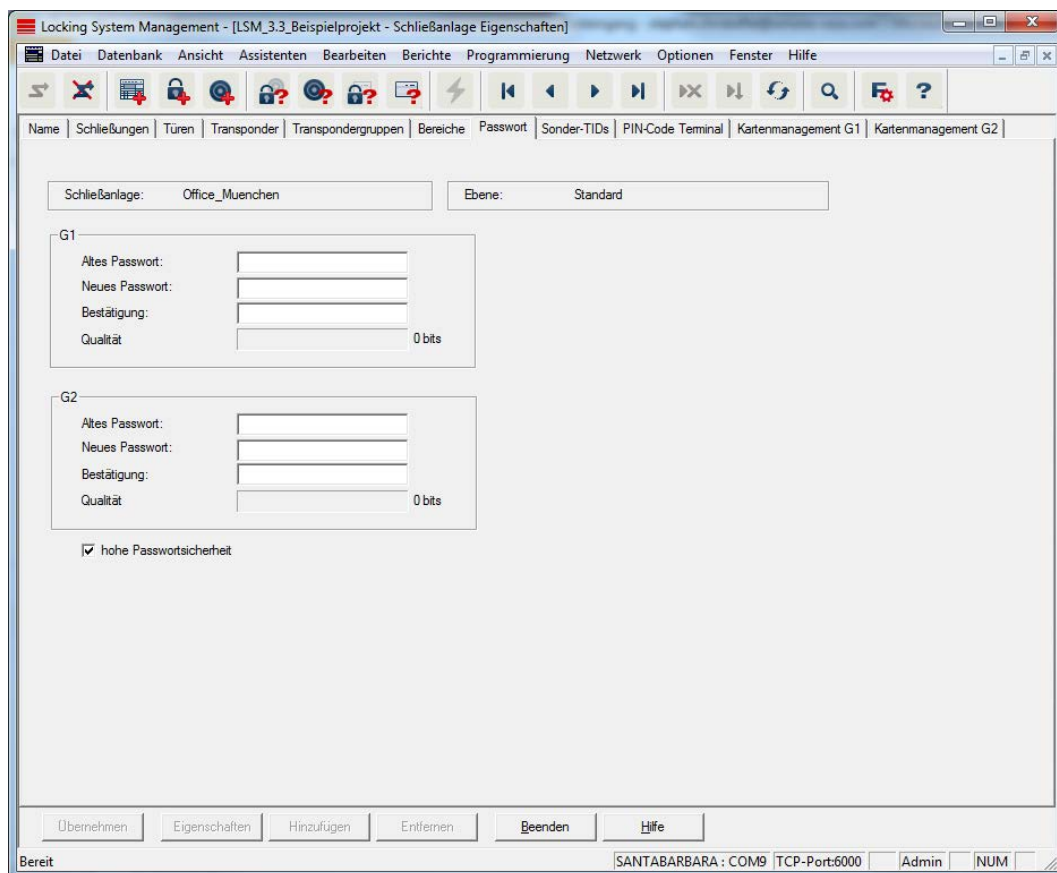 Locking System Management - [LSM_3.3_Beispielprojekt - Schließanlage Eigenschaften]
Datei Datenbank Ansicht Assistenten Bearbeiten Berichte Programmierung Netzwerk Optionen Fenster Hilfe
Name Schließungen Türen Transponder Transpondergruppen Bereiche Passwort Sonder-TIDs PIN-Code Terminal Kartenmanagement G1 Kartenmanagement G2
Schließanlage: Office_Muenchen Ebene: Standard
G1
Altes Passwort:
Neues Passwort:
Bestätigung:
Qualität 0 bits
G2
Altes Passwort:
Neues Passwort:
Bestätigung:
Qualität 0 bits
hohe Passwortsicherheit
Übernehmen Eigenschaften Hinzufügen Entfernen Beenden Hilfe
Bereit SANTABARBARA : COM9 TCP-Port:6000 Admin NUM